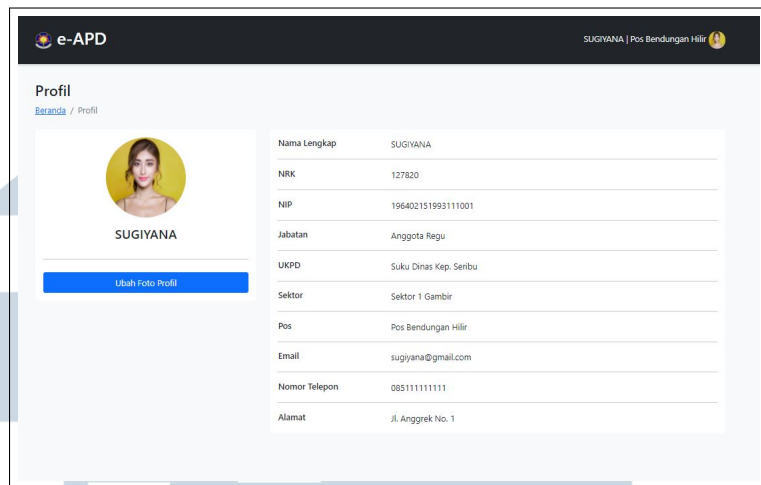 e-APD
SUGIYANA | Pos Bendungan Hilir
Profil
Beranda / Profil
SUGIYANA
Ubah Foto Profil
Nama Lengkap SUGIYANA
NRK 127820
NIP 196402151993111001
Jabatan Anggota Regu
UKPD Suku Dinas Kep. Seribu
Sektor Sektor 1 Gambir
Pos Pos Bendungan Hilir
Email sugiyana@gmail.com
Nomor Telepon 085111111111
Alamat Jl. Anggrek No. 1